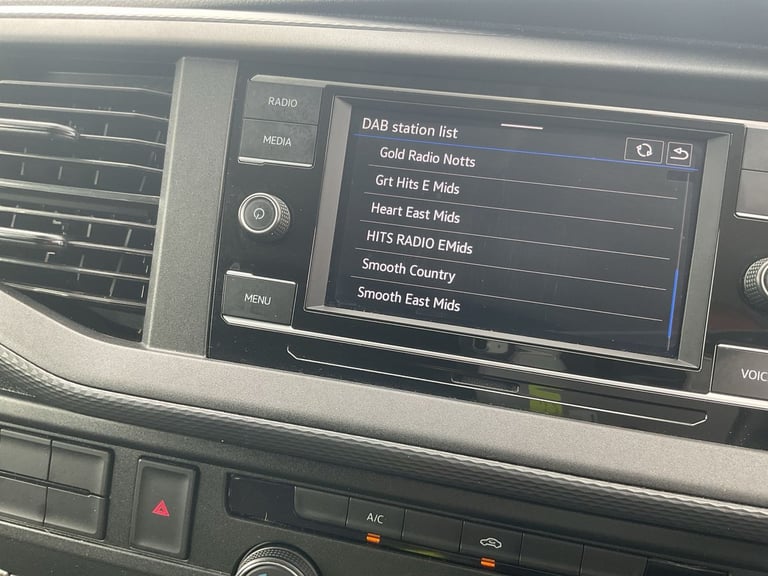 RADIO
MEDIA
MENU
DAB station list
Gold Radio Notts
Grt Hits E Mids
Heart East Mids
HITS RADIO EMids
Smooth Country
Smooth East Mids
VOIC
A/C